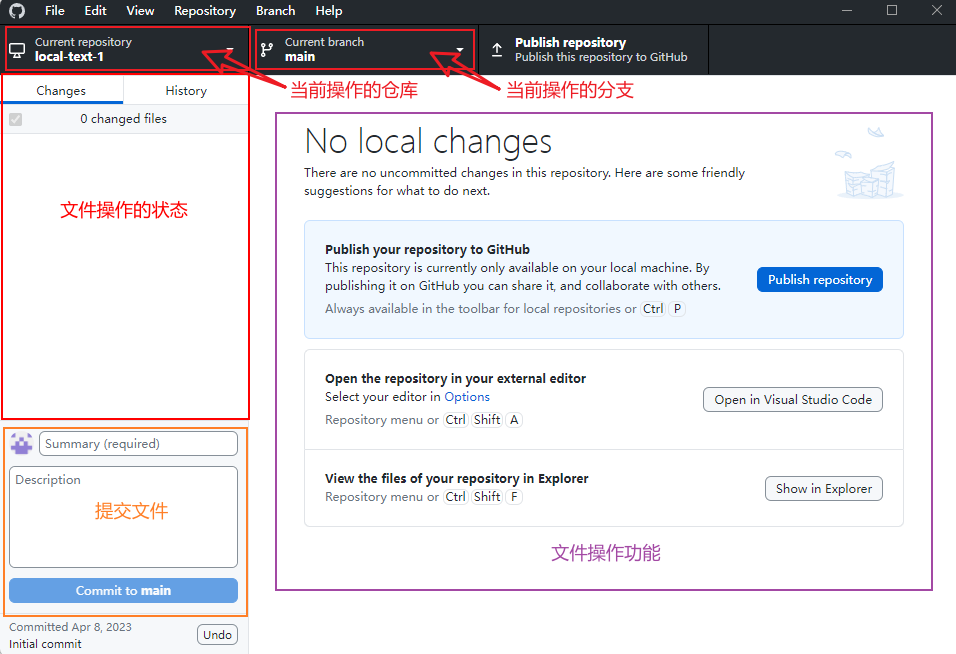 File Edit View Repository Branch Help
Current repository
local-text-1
Current branch
main
Publish repository
Publish this repository to GitHub
当前操作的仓库
当前操作的分支
Changes
History
0 changed files
文件操作的状态
No local changes
There are no uncommitted changes in this repository. Here are some friendly
suggestions for what to do next.
Publish your repository to GitHub
This repository is currently only available on your local machine. By
publishing it on GitHub you can share it, and collaborate with others.
Always available in the toolbar for local repositories or Ctrl P
Publish repository
Open the repository in your external editor
Select your editor in Options
Repository menu or Ctrl Shift A
Open in Visual Studio Code
View the files of your repository in Explorer
Repository menu or Ctrl Shift F
Show in Explorer
文件操作功能
Summary (required)
Description
提交文件
Commit to main
Committed Apr 8, 2023
Initial commit
Undo